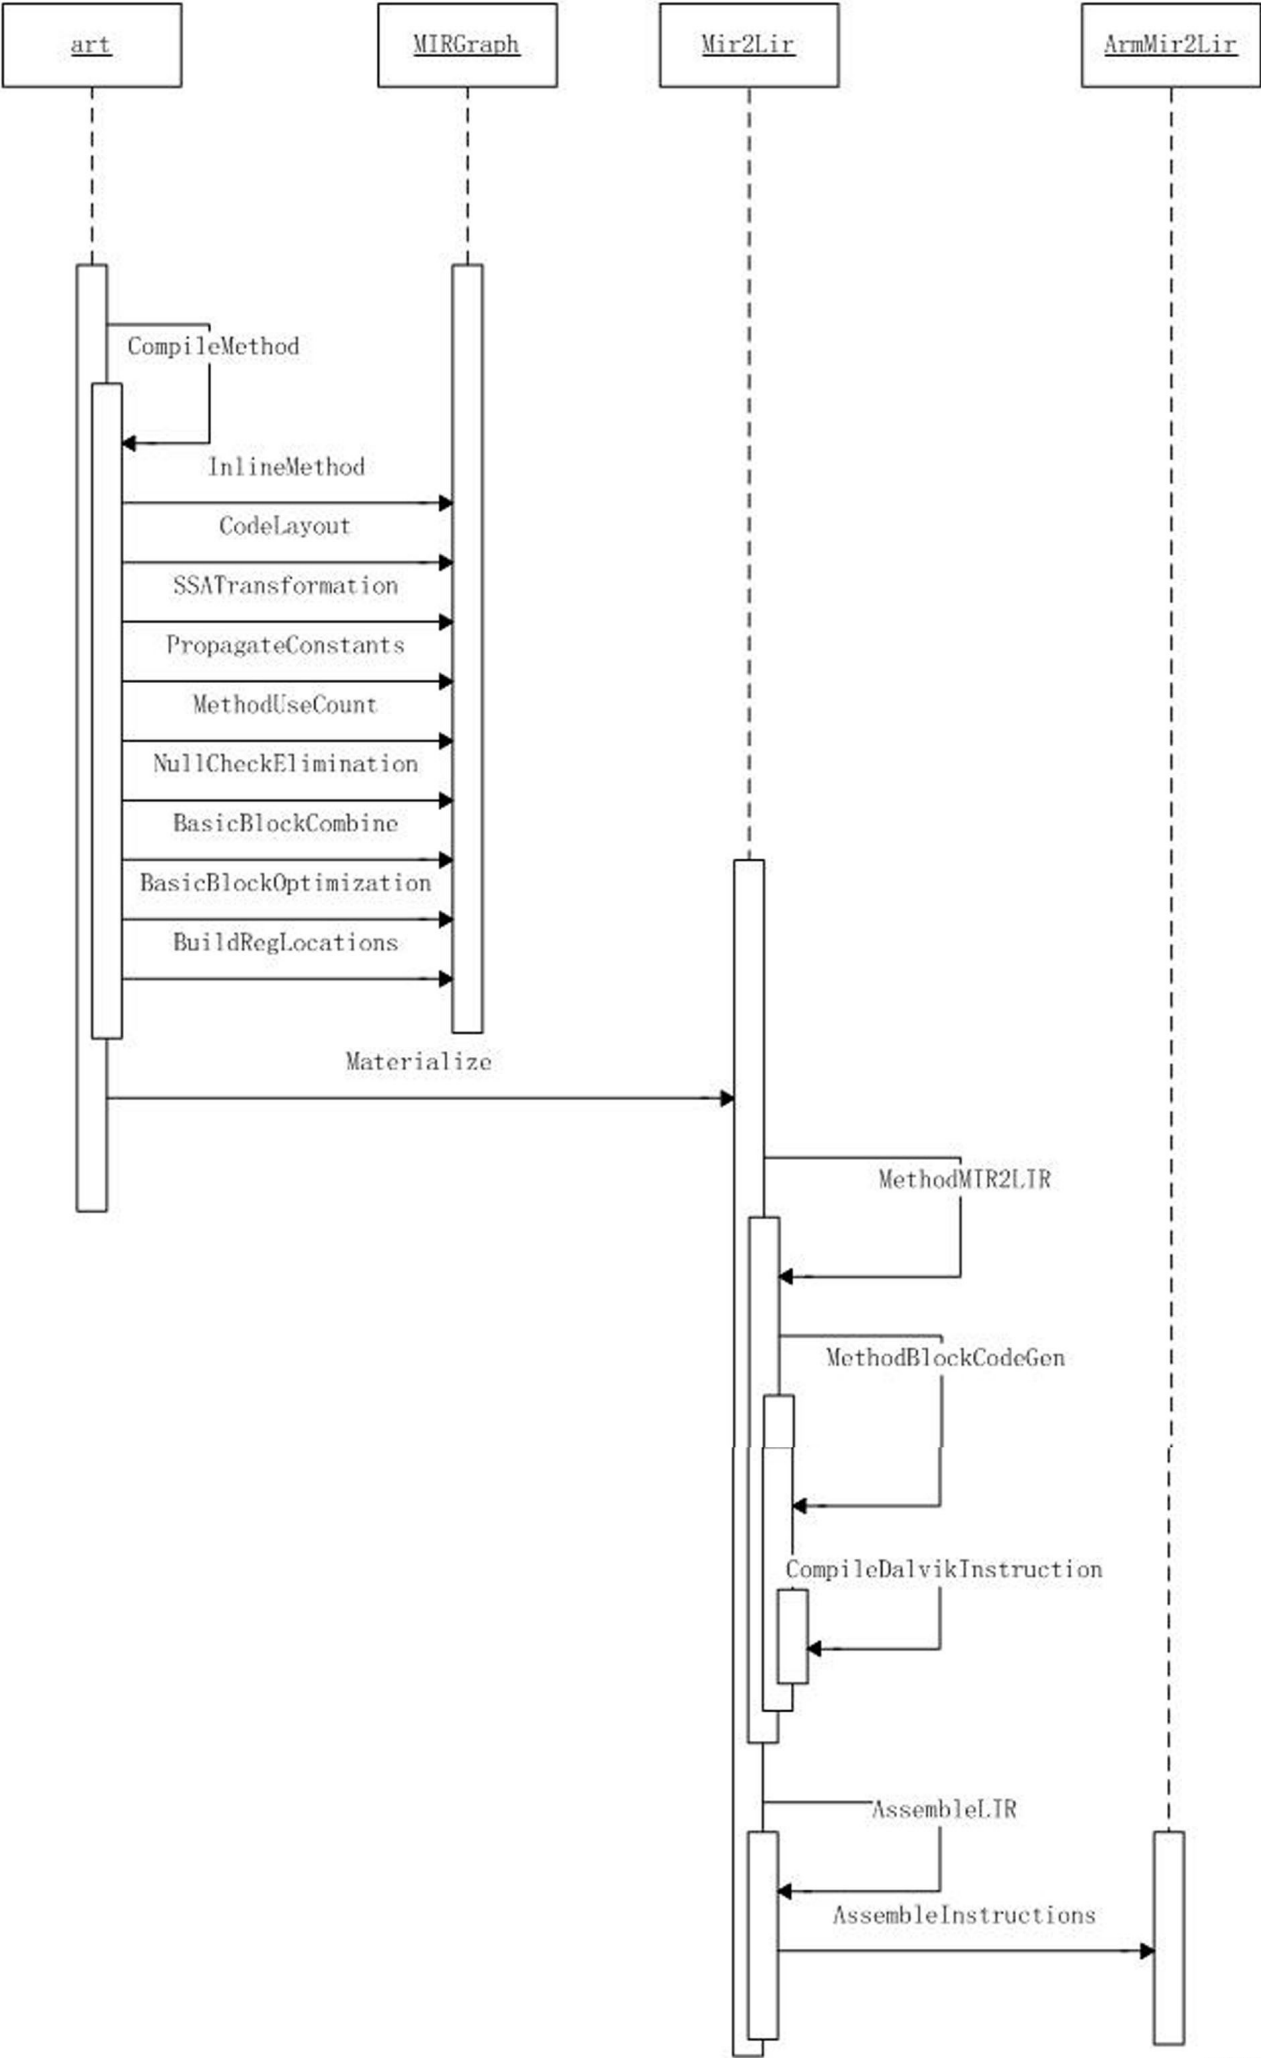 art
MIRGraph
Mir2Lir
ArmMir2Lir
CompileMethod
InlineMethod
CodeLayout
SSATransformation
PropagateConstants
MethodUseCount
NullCheckElimination
BasicBlockCombine
BasicBlockOptimization
BuildRegLocations
Materialize
MethodMIR2LIR
MethodBlockCodeGen
CompileDalvikInstruction
AssembleLIR
AssembleInstructions